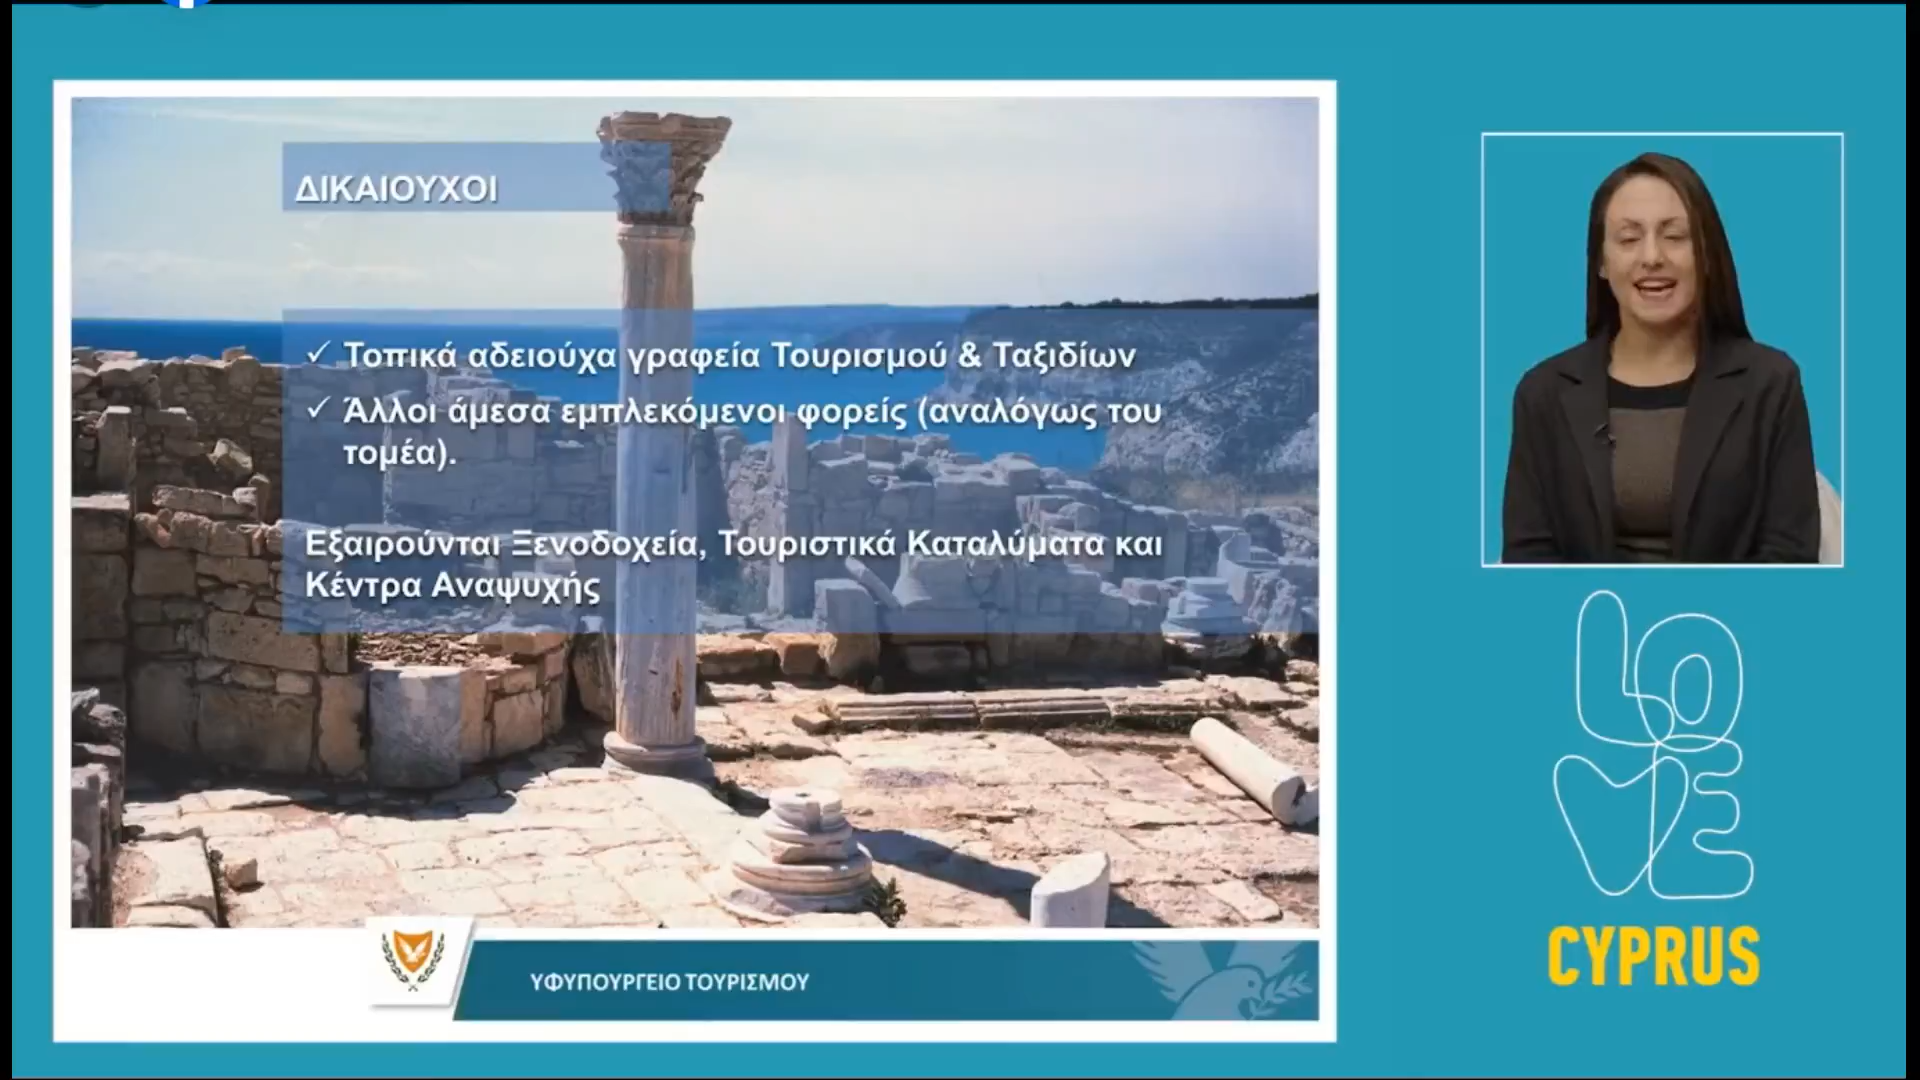 ΔΙΚΑΙΟΥΧΟΙ
✓ Τοπικά αδειούχα γραφεία Τουρισμού & Ταξιδίων
✓ Άλλοι άμεσα εμπλεκόμενοι φορείς (αναλόγως του
τομέα).
Εξαιρούνται Ξενοδοχεία, Τουριστικά Καταλύματα και
Κέντρα Αναψυχής
ΥΦΥΠΟΥΡΓΕΙΟ ΤΟΥΡΙΣΜΟΥ
LO
VE
CYPRUS